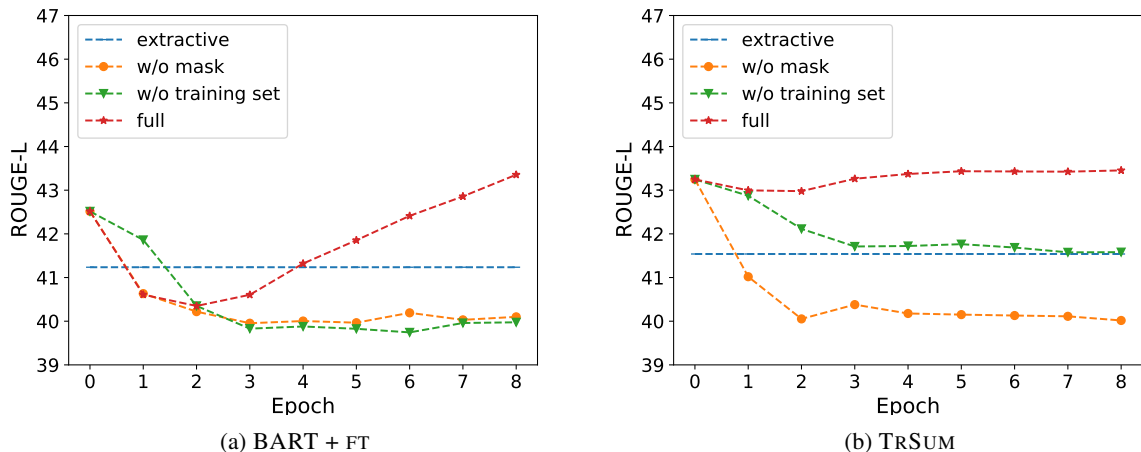 47
46
45
44
43
42
41
40
39
ROUGE-L
extractive
w/o mask
w/o training set
full
0 1 2 3 4 5 6 7 8
Epoch
(a) BART + FT
47
46
45
44
43
42
41
40
39
ROUGE-L
extractive
w/o mask
w/o training set
full
0 1 2 3 4 5 6 7 8
Epoch
(b) TRSUM